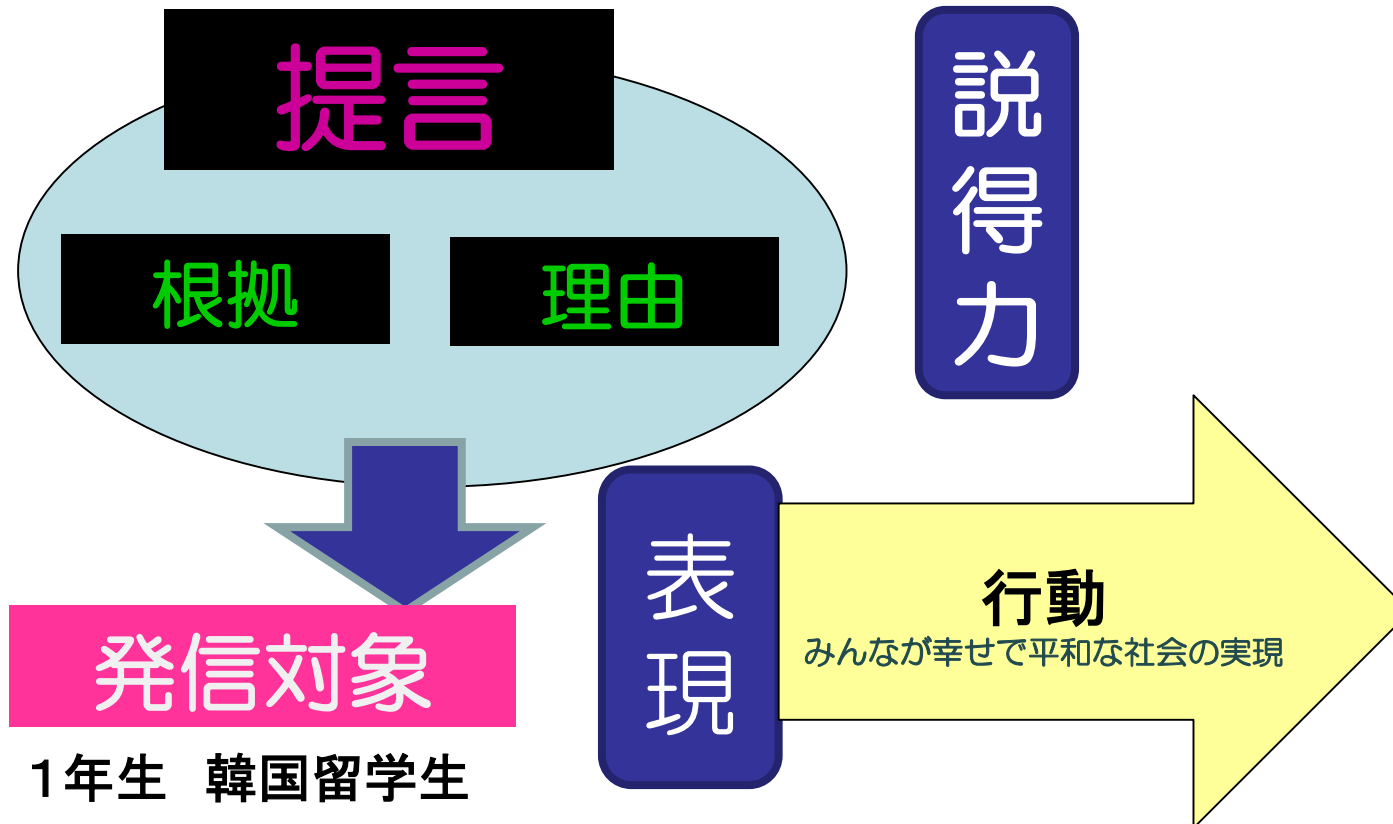 提言
根拠
理由
説得力
発信対象
1年生 韓国留学生
表現
行動
みんなが幸せで平和な社会の実現